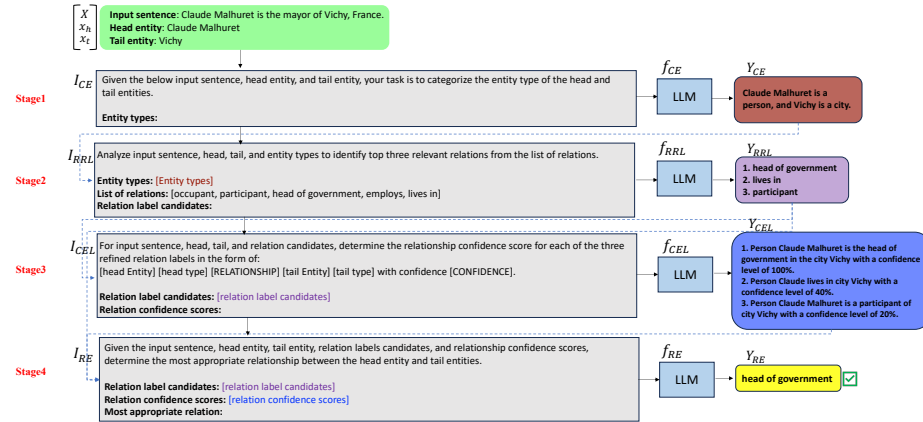 X
x_h
x_t
Input sentence: Claude Malhuret is the mayor of Vichy, France.
Head entity: Claude Malhuret
Tail entity: Vichy
Stage1
I_CE
Given the below input sentence, head entity, and tail entity, your task is to categorize the entity type of the head and
tail entities.
Entity types:
f_CE
LLM
Y_CE
Claude Malhuret is a
person, and Vichy is a city.
Stage2
I_RRL
Analyze input sentence, head, tail, and entity types to identify top three relevant relations from the list of relations.
Entity types: [Entity types]
List of relations: [occupant, participant, head of government, employs, lives in]
Relation label candidates:
f_RRL
LLM
Y_RRL
1. head of government
2. lives in
3. participant
Stage3
I_CEL
For input sentence, head, tail, and relation candidates, determine the relationship confidence score for each of the three
refined relation labels in the form of:
[head Entity] [head type] [RELATIONSHIP] [tail Entity] [tail type] with confidence [CONFIDENCE].
Relation label candidates: [relation label candidates]
Relation confidence scores:
f_CEL
LLM
Y_CEL
1. Person Claude Malhuret is the head of
government in the city Vichy with a confidence
level of 100%.
2. Person Claude lives in city Vichy with a
confidence level of 40%.
3. Person Claude Malhuret is a participant of
city Vichy with a confidence level of 20%.
Stage4
I_RE
Given the input sentence, head entity, tail entity, relation labels candidates, and relationship confidence scores,
determine the most appropriate relationship between the head entity and tail entities.
Relation label candidates: [relation label candidates]
Relation confidence scores: [relation confidence scores]
Most appropriate relation:
f_RE
LLM
Y_RE
head of government